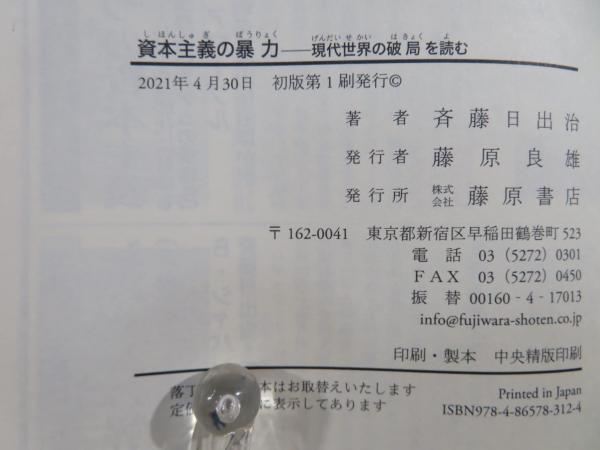 しほんしゅぎ ぼうりょく げんだいせかい はきょく よ
資本主義の暴力——現代世界の破局を読む
2021年4月30日 初版第1刷発行©
著者 斉藤日出治
発行者 藤原良雄
発行所 株式会社 藤原書店
〒162-0041 東京都新宿区早稲田鶴巻町523
電話 03(5272)0301
FAX 03(5272)0450
振替 00160-4-17013
info@fujiwara-shoten.co.jp
印刷・製本 中央精版印刷
落丁 本はお取替えいたします
定価 に表示してあります
Printed in Japan
ISBN978-4-86578-312-4